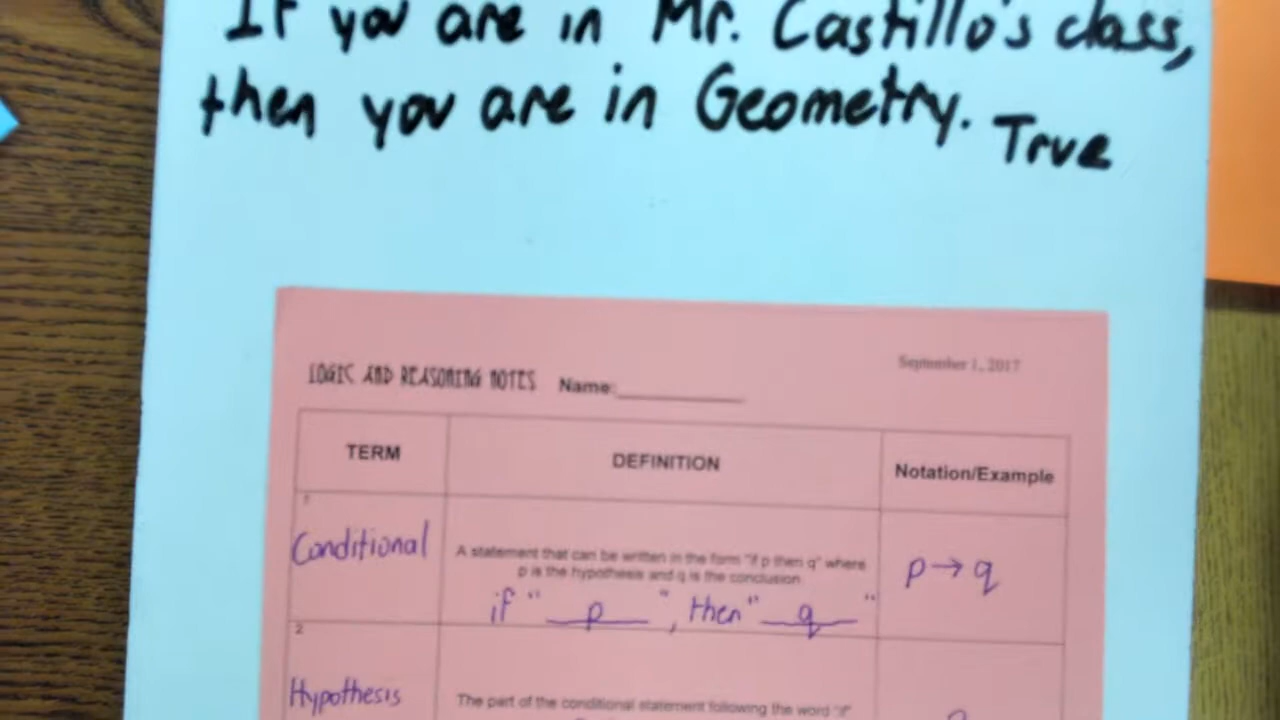 If you are in Mr. Castillo's class,
then you are in Geometry. True
September 1, 2017
LOGIC AND REASONING NOTES Name:
TERM DEFINITION Notation/Example
1
Conditional
A statement that can be written in the form "if p then q" where
p is the hypothesis and q is the conclusion
p→q
if " p ", then " q "
2
Hypothesis
The part of the conditional statement following the word "if"